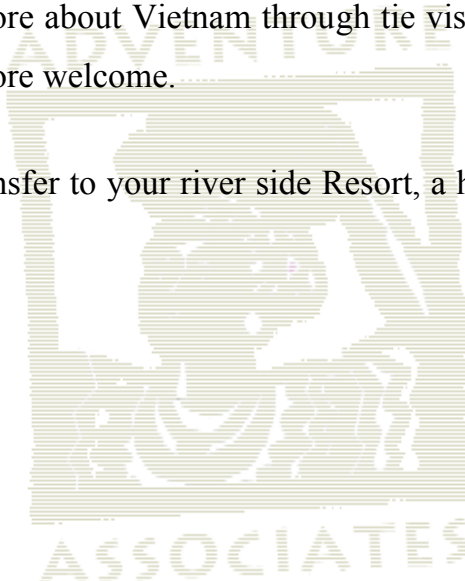 ADVENTURE
ore about Vietnam through tie vis
ore welcome.
nsfer to your river side Resort, a h
ASSOCIATES